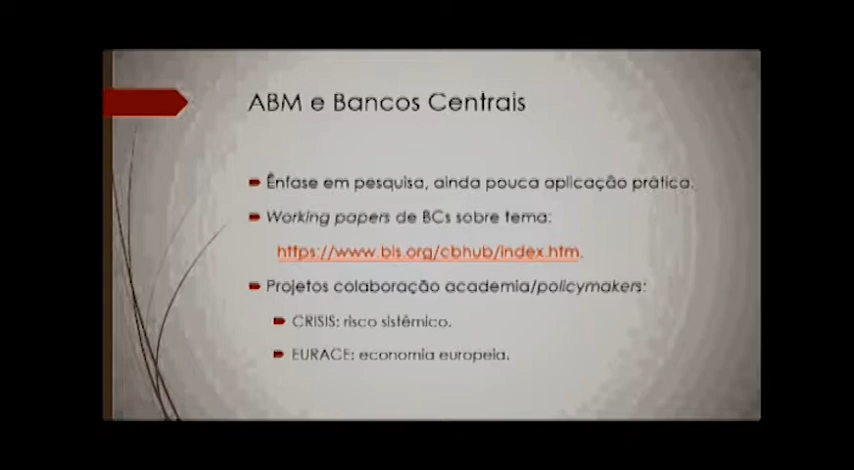 ABM e Bancos Centrais
Ênfase em pesquisa, ainda pouca aplicação prática.
Working papers de BCs sobre tema:
https://www.bis.org/cbhub/index.htm.
Projetos colaboração academia/policymakers:
CRISIS: risco sistêmico.
EURACE: economia europeia.